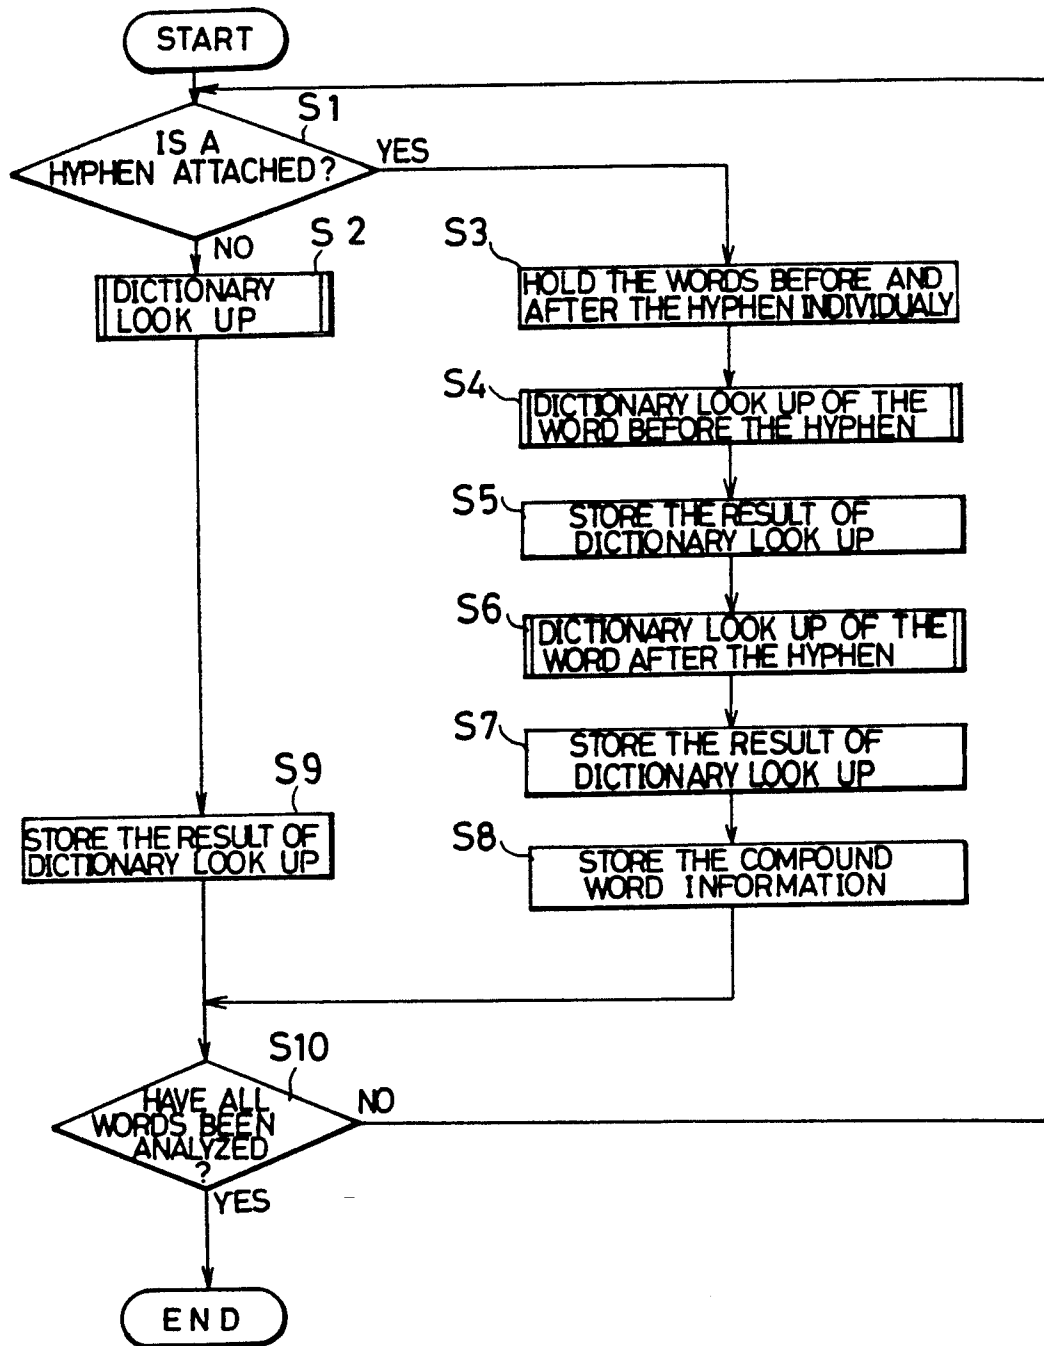 START
S1
IS A
HYPHEN ATTACHED?
YES
NO
S2
DICTIONARY
LOOK UP
S3
HOLD THE WORDS BEFORE AND
AFTER THE HYPHEN INDIVIDUALY
S4
DICTIONARY LOOK UP OF THE
WORD BEFORE THE HYPHEN
S5
STORE THE RESULT OF
DICTIONARY LOOK UP
S6
DICTIONARY LOOK UP OF THE
WORD AFTER THE HYPHEN
S7
STORE THE RESULT OF
DICTIONARY LOOK UP
S8
STORE THE COMPOUND
WORD INFORMATION
S9
STORE THE RESULT OF
DICTIONARY LOOK UP
S10
HAVE ALL
WORDS BEEN
ANALYZED
?
NO
YES
END